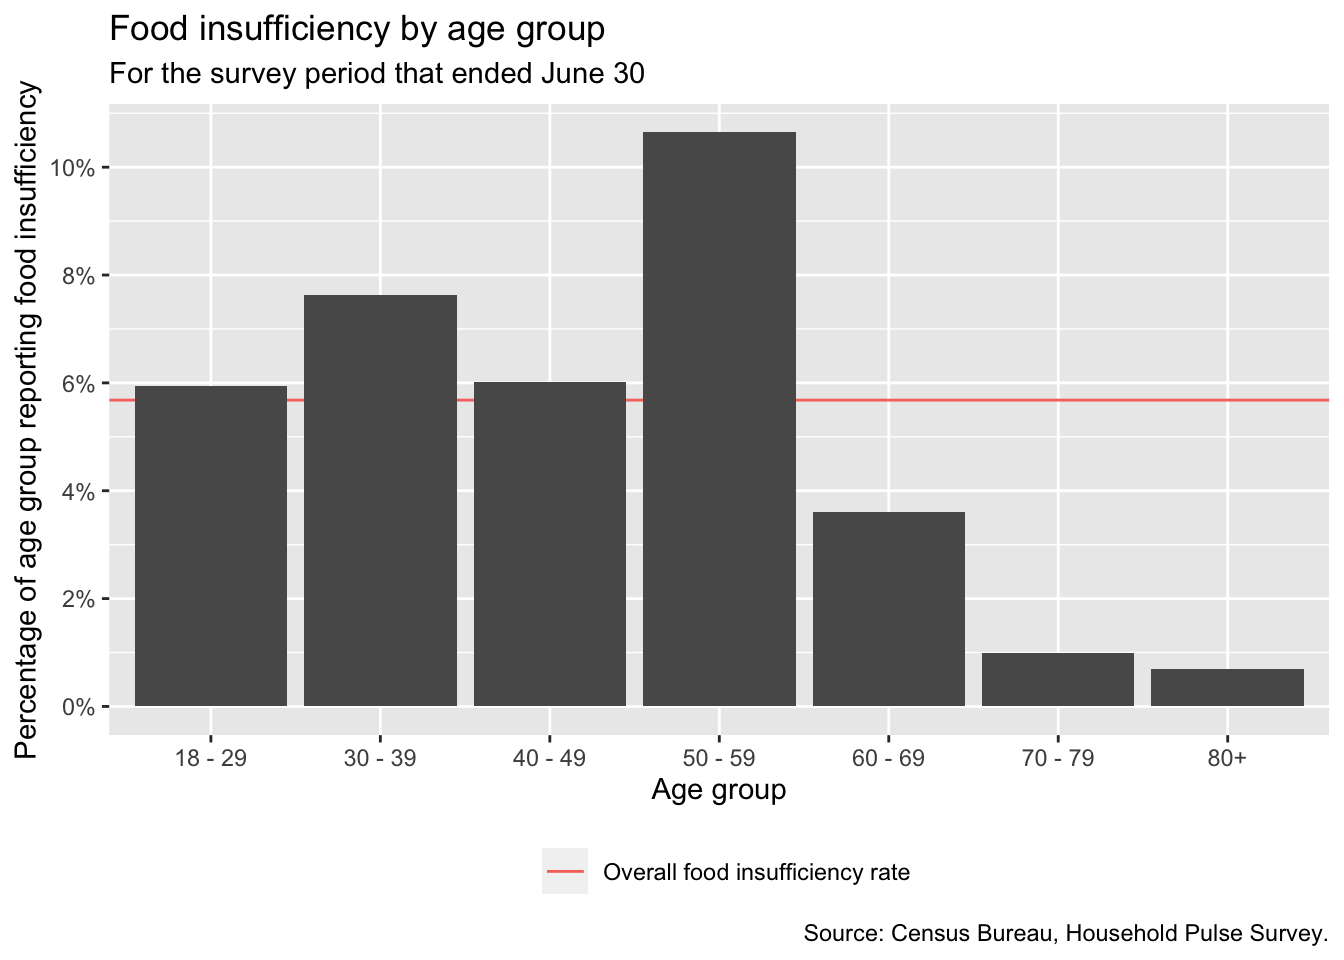 Food insufficiency by age group
For the survey period that ended June 30
Percentage of age group reporting food insufficiency
10%
8%
6%
4%
2%
0%
18 - 29
30 - 39
40 - 49
50 - 59
60 - 69
70 - 79
80+
Age group
Overall food insufficiency rate
Source: Census Bureau, Household Pulse Survey.